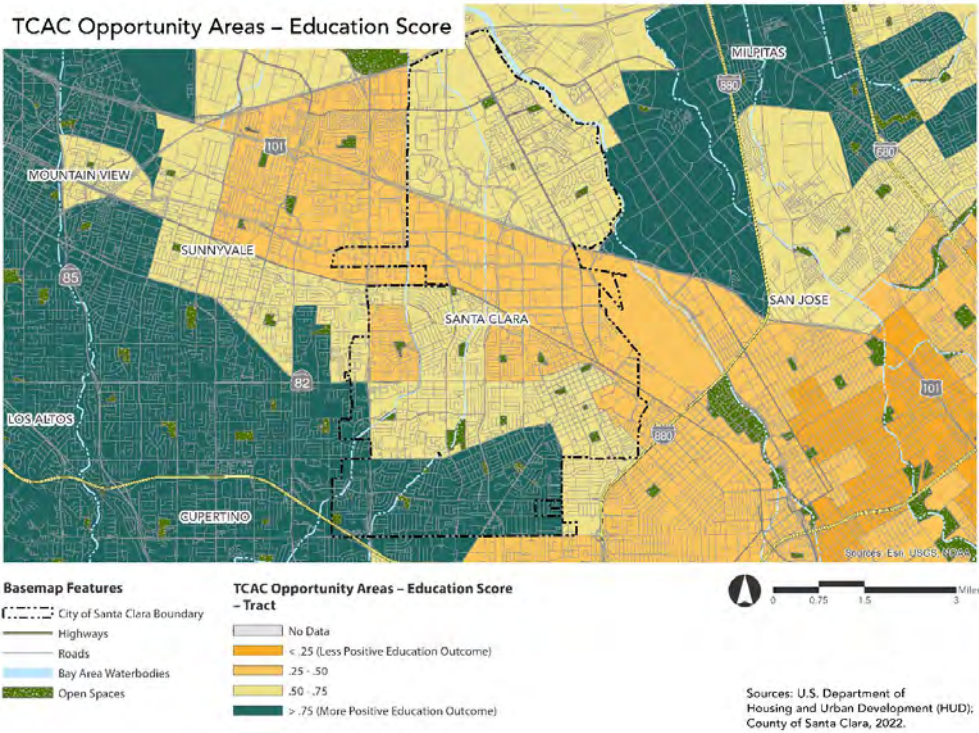 TCAC Opportunity Areas – Education Score
MILPITAS
880
101
680
MOUNTAIN VIEW
SUNNYVALE
85
SAN JOSE
SANTA CLARA
82
101
LOS ALTOS
880
CUPERTINO
Sources: Esri, USGS, NOAA
Basemap Features
City of Santa Clara Boundary
Highways
Roads
Bay Area Waterbodies
Open Spaces
TCAC Opportunity Areas – Education Score
– Tract
No Data
< .25 (Less Positive Education Outcome)
.25 - .50
.50 - .75
> .75 (More Positive Education Outcome)
0 0.75 1.5 3 Miles
Sources: U.S. Department of
Housing and Urban Development (HUD);
County of Santa Clara, 2022.